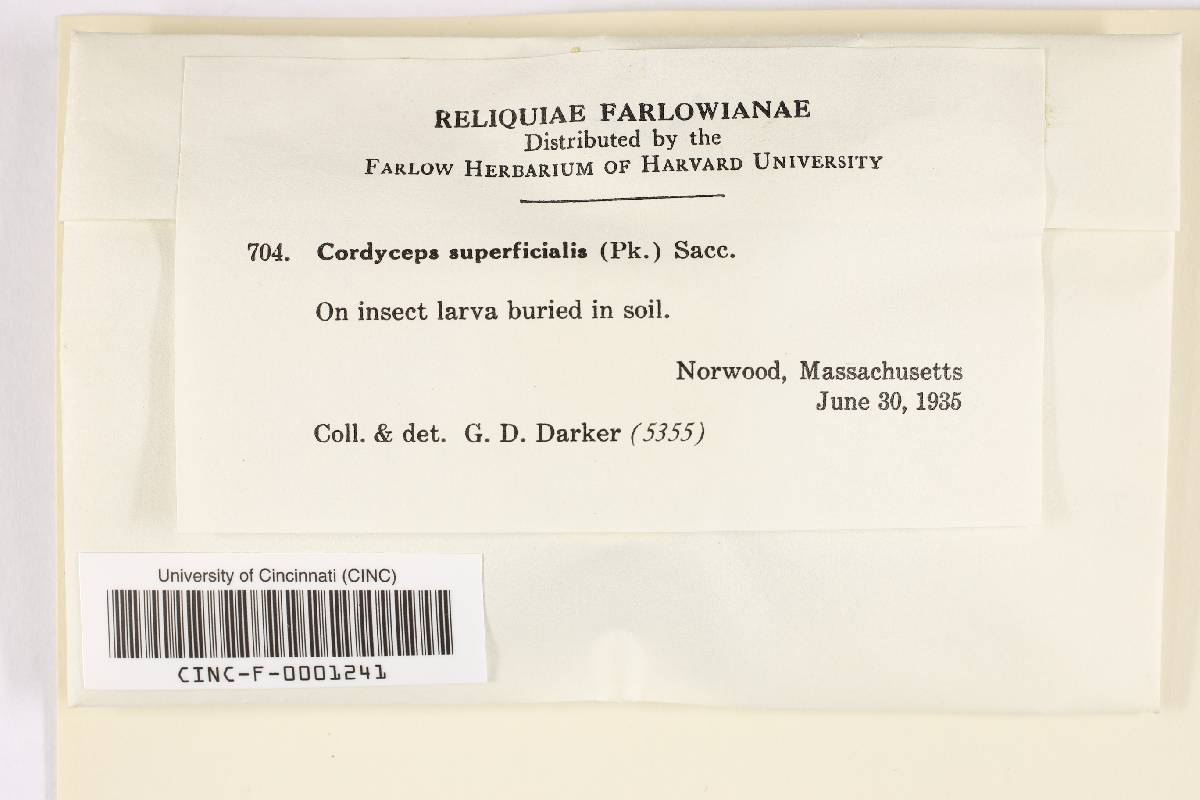 RELIQUIAE FARLOWIANAE
Distributed by the
FARLOW HERBARIUM OF HARVARD UNIVERSITY
704. Cordyceps superficialis (Pk.) Sacc.
On insect larva buried in soil.
Norwood, Massachusetts
June 30, 1935
Coll. & det. G. D. Darker (5355)
University of Cincinnati (CINC)
CINC-F-0001241